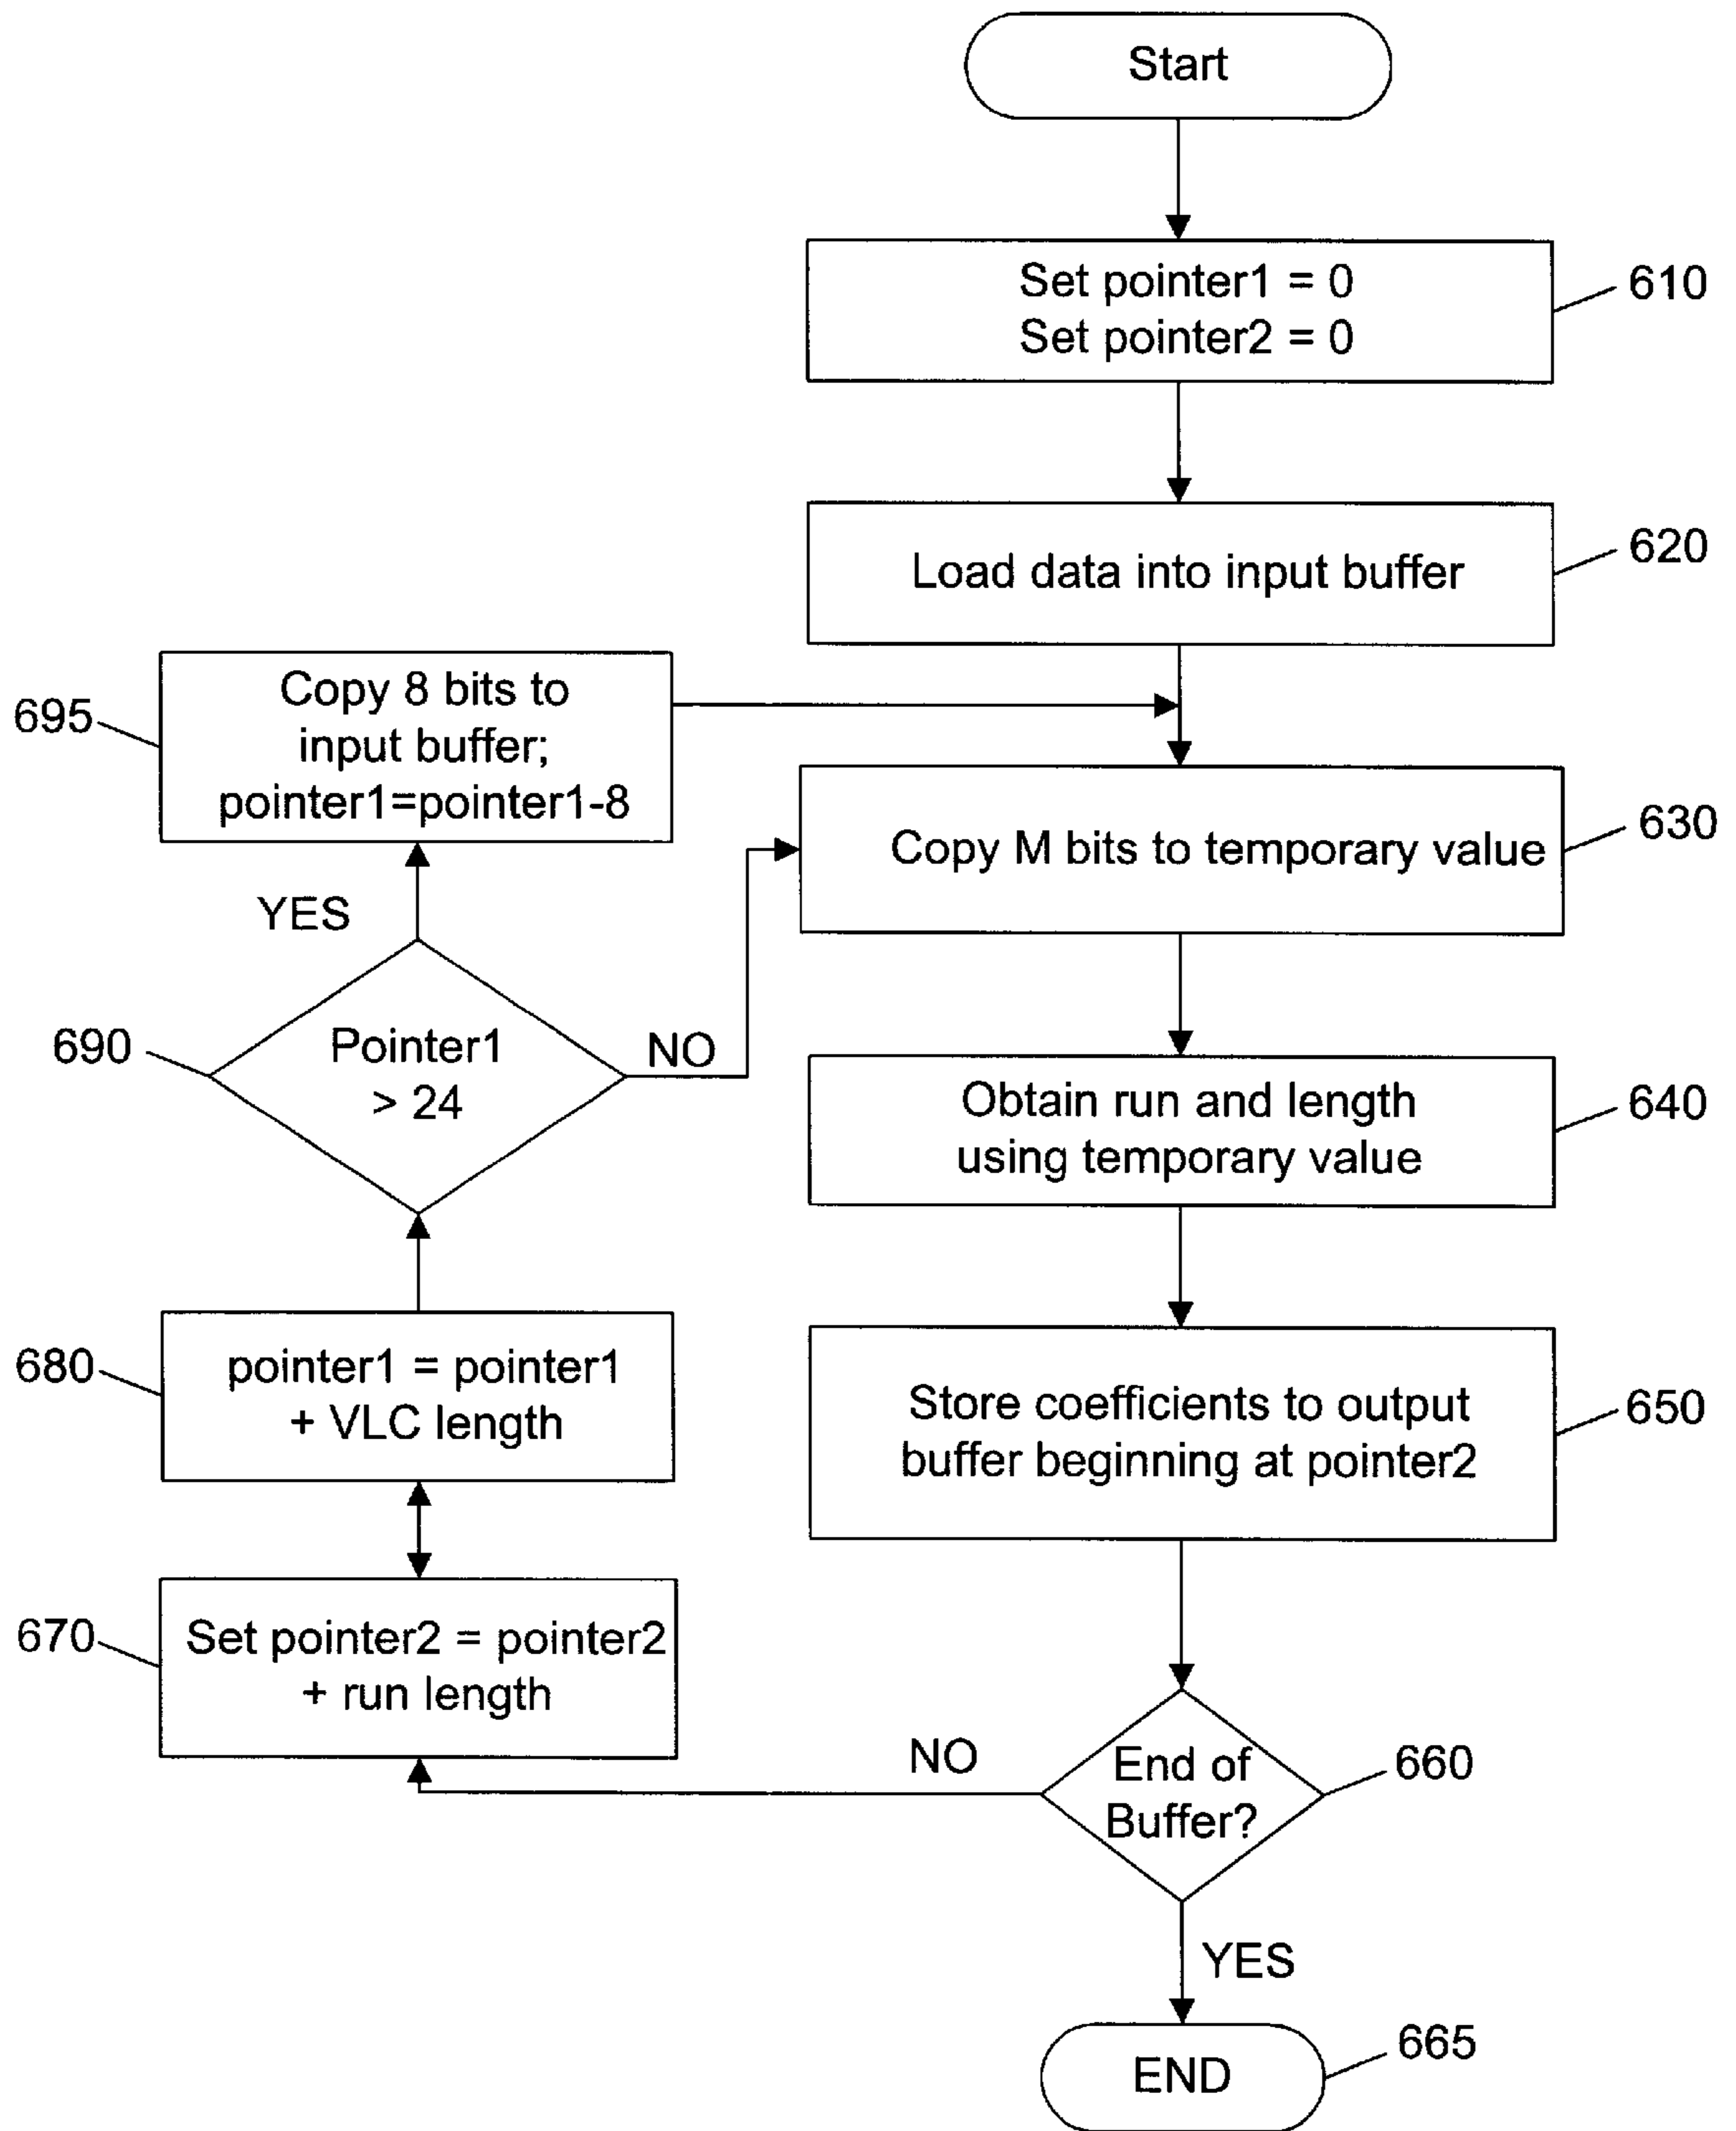 Start
Set pointer1 = 0
Set pointer2 = 0
610
Load data into input buffer
620
Copy 8 bits to
input buffer;
pointer1=pointer1-8
695
Copy M bits to temporary value
630
YES
Pointer1
> 24
690
NO
Obtain run and length
using temporary value
640
pointer1 = pointer1
+ VLC length
680
Store coefficients to output
buffer beginning at pointer2
650
Set pointer2 = pointer2
+ run length
670
NO
End of
Buffer?
660
YES
END
665